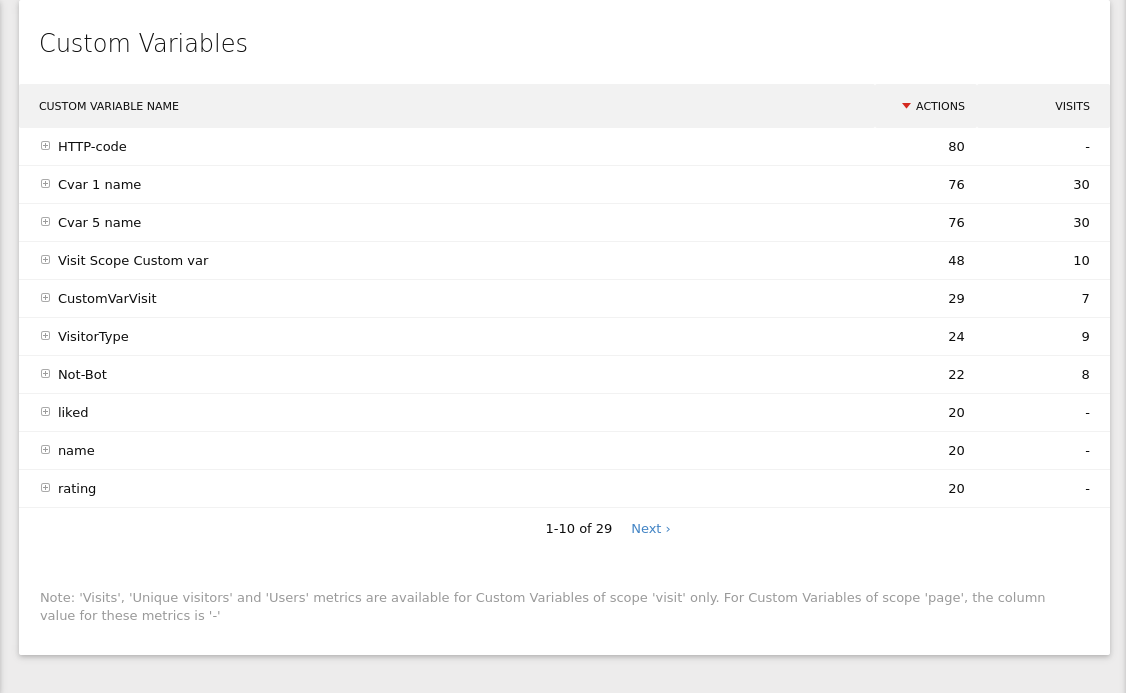 Custom Variables
CUSTOM VARIABLE NAME ACTIONS VISITS
HTTP-code 80 -
Cvar 1 name 76 30
Cvar 5 name 76 30
Visit Scope Custom var 48 10
CustomVarVisit 29 7
VisitorType 24 9
Not-Bot 22 8
liked 20 -
name 20 -
rating 20 -
1-10 of 29 Next ›
Note: 'Visits', 'Unique visitors' and 'Users' metrics are available for Custom Variables of scope 'visit' only. For Custom Variables of scope 'page', the column
value for these metrics is '-'